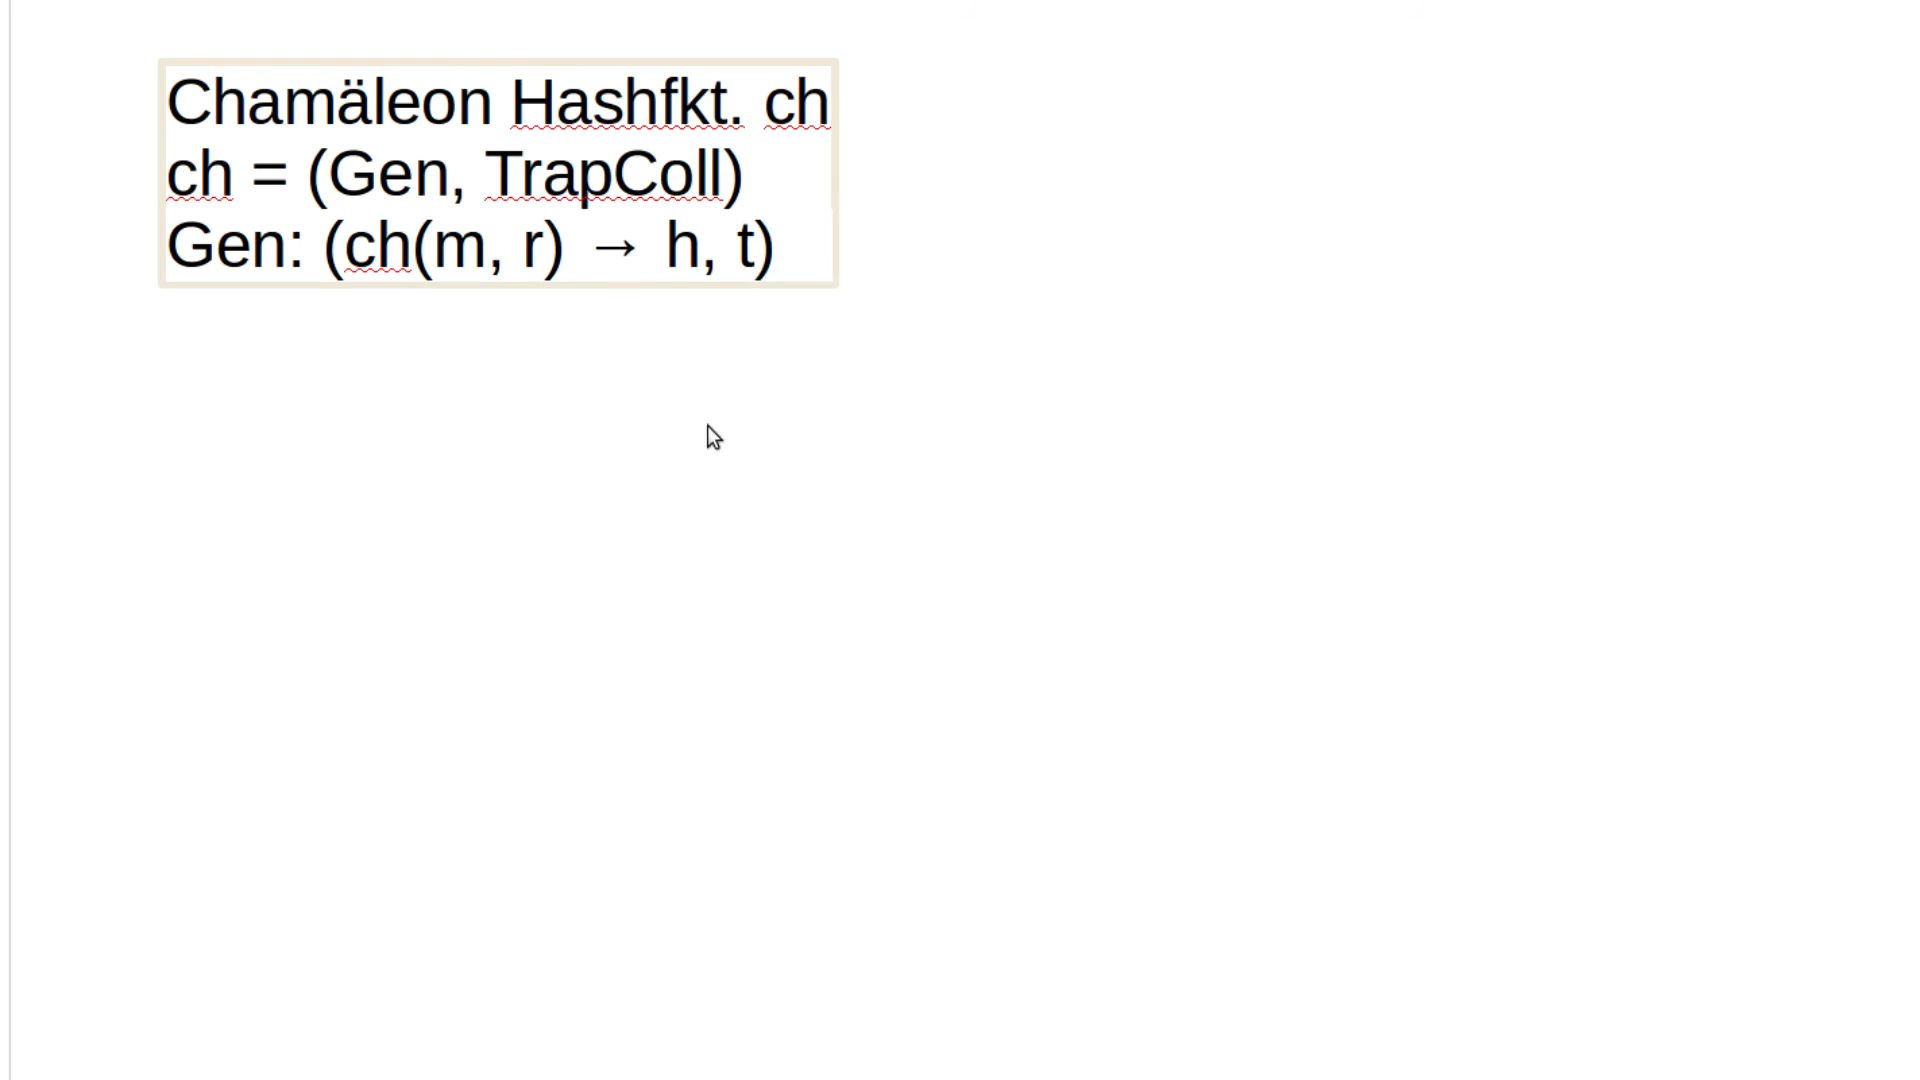 Chamäleon Hashfkt. ch
ch = (Gen, TrapColl)
Gen: (ch(m, r) → h, t)